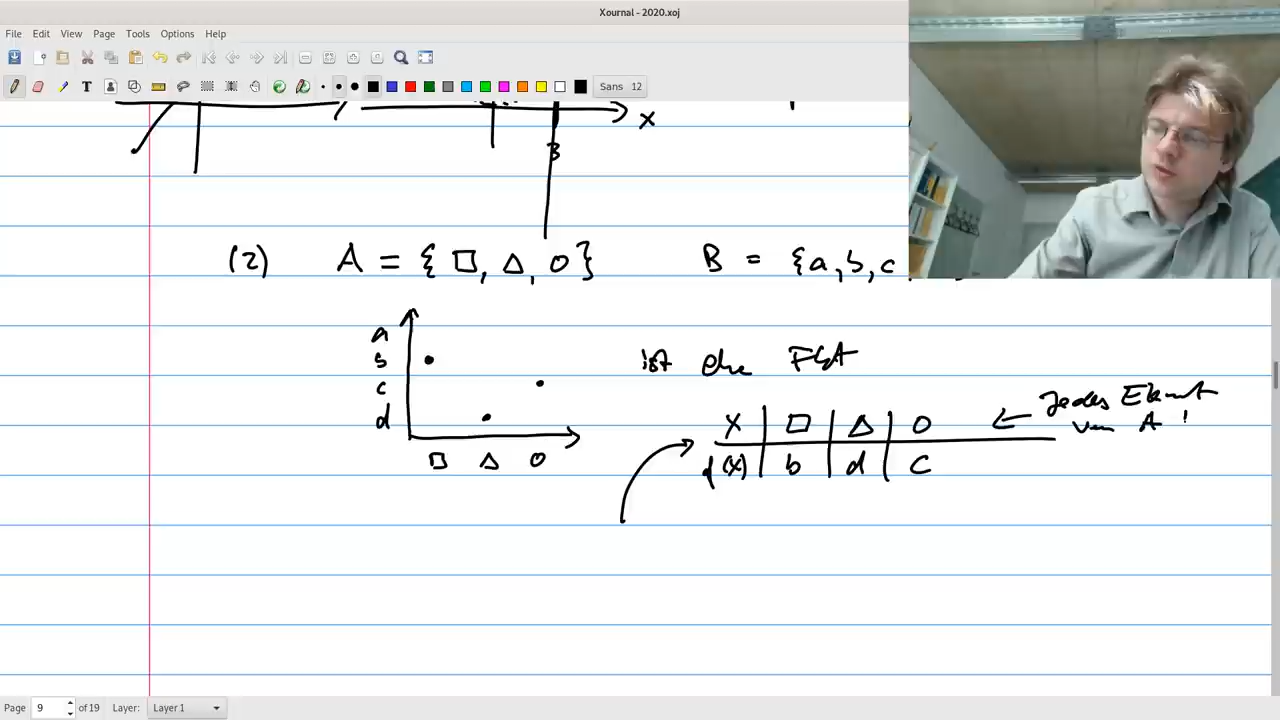 Xournal - 2020.xoj
File Edit View Page Tools Options Help
Sans 12
x
3
(2) A = { □, △, O } B = {a, b, c
a
b
c
d
□ △ O
ist eine Fkt
x □ △ O
f(x) b d c
← Jedes Element
von A !
Page 9 of 19 Layer: Layer 1